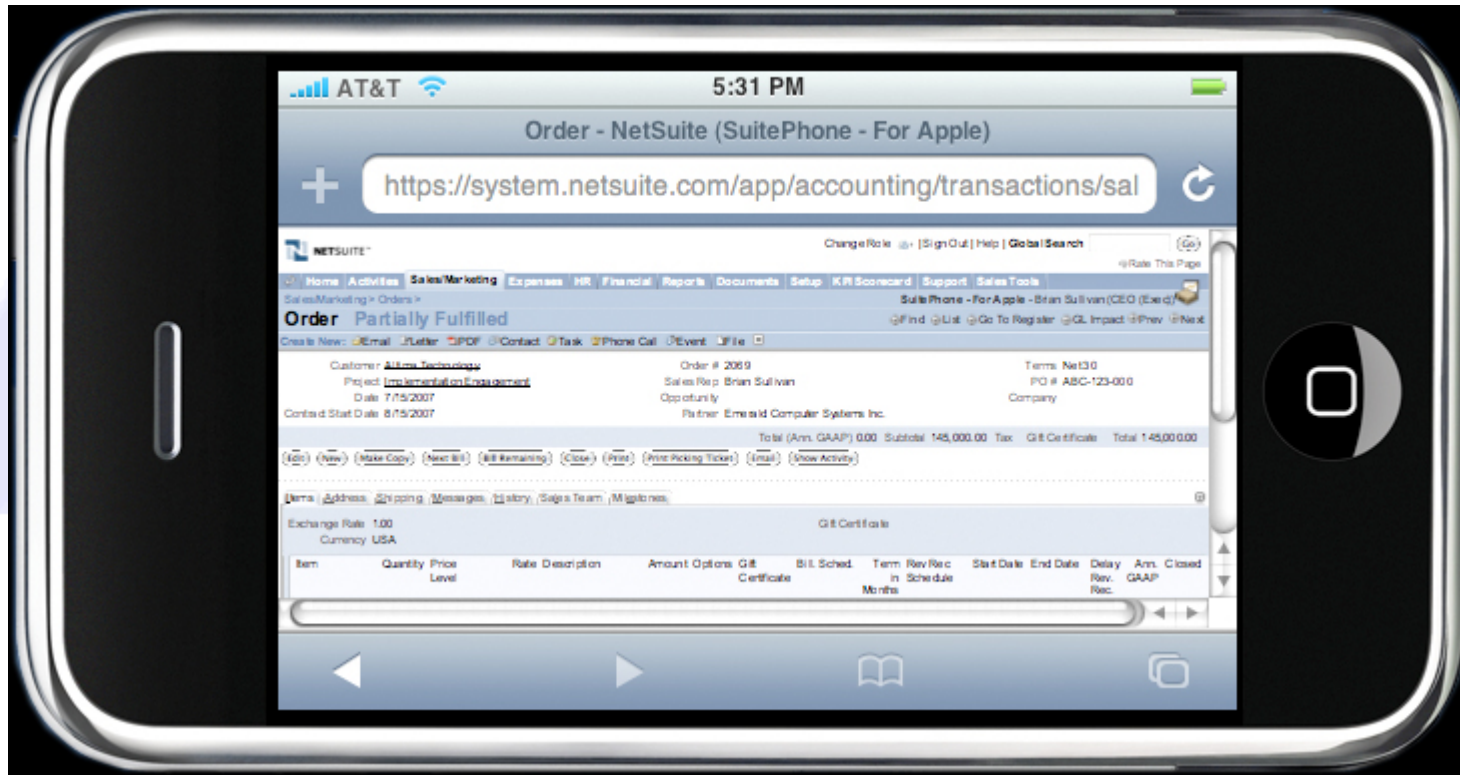 AT&T 5:31 PM
Order - NetSuite (SuitePhone - For Apple)
https://system.netsuite.com/app/accounting/transactions/sal
NETSUITE Change Role | Sign Out | Help | Global Search Go
Rate This Page
Home Activities Sales/Marketing Expenses HR Financial Reports Documents Setup KPI Scorecard Support Sales Tools
Sales/Marketing > Orders > SuitePhone - For Apple - Brian Sullivan (CEO (Exec))
Order Partially Fulfilled Find List Go To Register GL Impact Prev Next
Create New: Email Letter PDF Contact Task Phone Call Event File
Customer Altima Technology Order # 2069 Terms Net 30
Project Implementation Engagement Sales Rep Brian Sullivan PO # ABC-123-000
Date 7/15/2007 Opportunity Company
Contract Start Date 8/15/2007 Partner Emerald Computer Systems Inc.
Total (Ann. GAAP) 0.00 Subtotal 145,000.00 Tax Gift Certificate Total 145,000.00
Edit New Make Copy Next Bill Bill Remaining Close Print Print Picking Ticket Email Show Activity
Items Address Shipping Messages History Sales Team Milestones
Exchange Rate 1.00 Gift Certificate
Currency USA
Item Quantity Price Rate Description Amount Options Gift Bill. Sched. Term Rev Rec Start Date End Date Delay Ann. Closed
Level Certificate in Schedule Rev. GAAP
Months Rec.